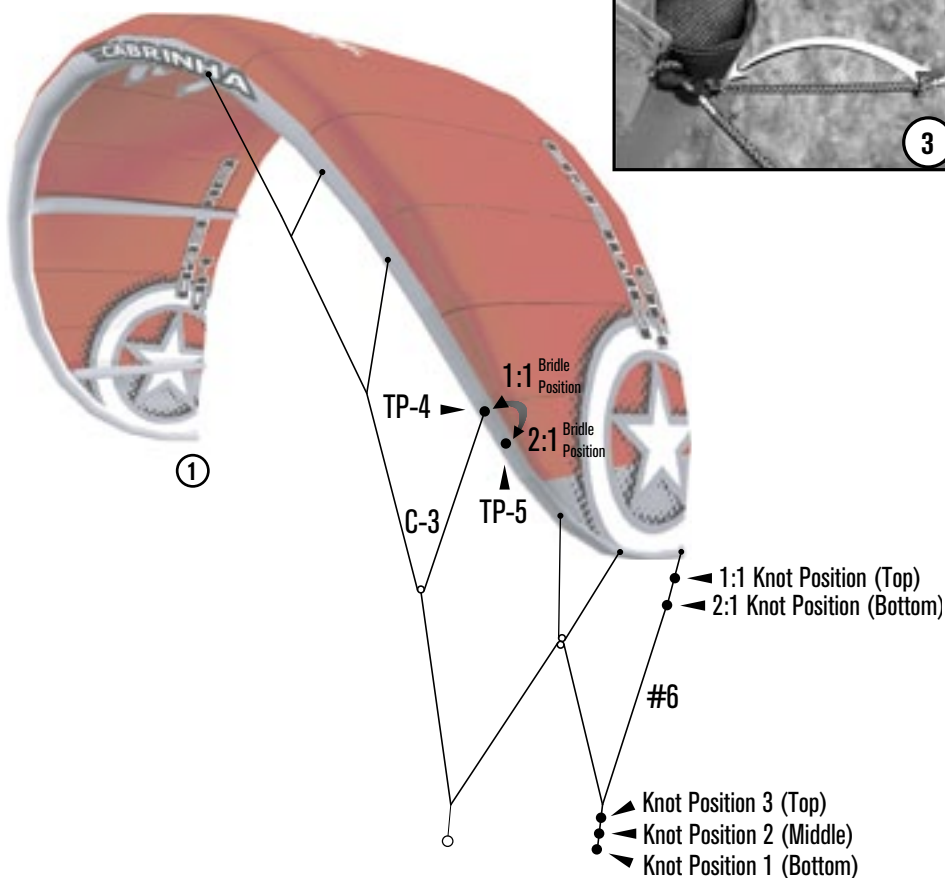 CABRINHA
3
1:1 Bridle Position
TP-4
2:1 Bridle Position
1
TP-5
C-3
1:1 Knot Position (Top)
2:1 Knot Position (Bottom)
#6
Knot Position 3 (Top)
Knot Position 2 (Middle)
Knot Position 1 (Bottom)